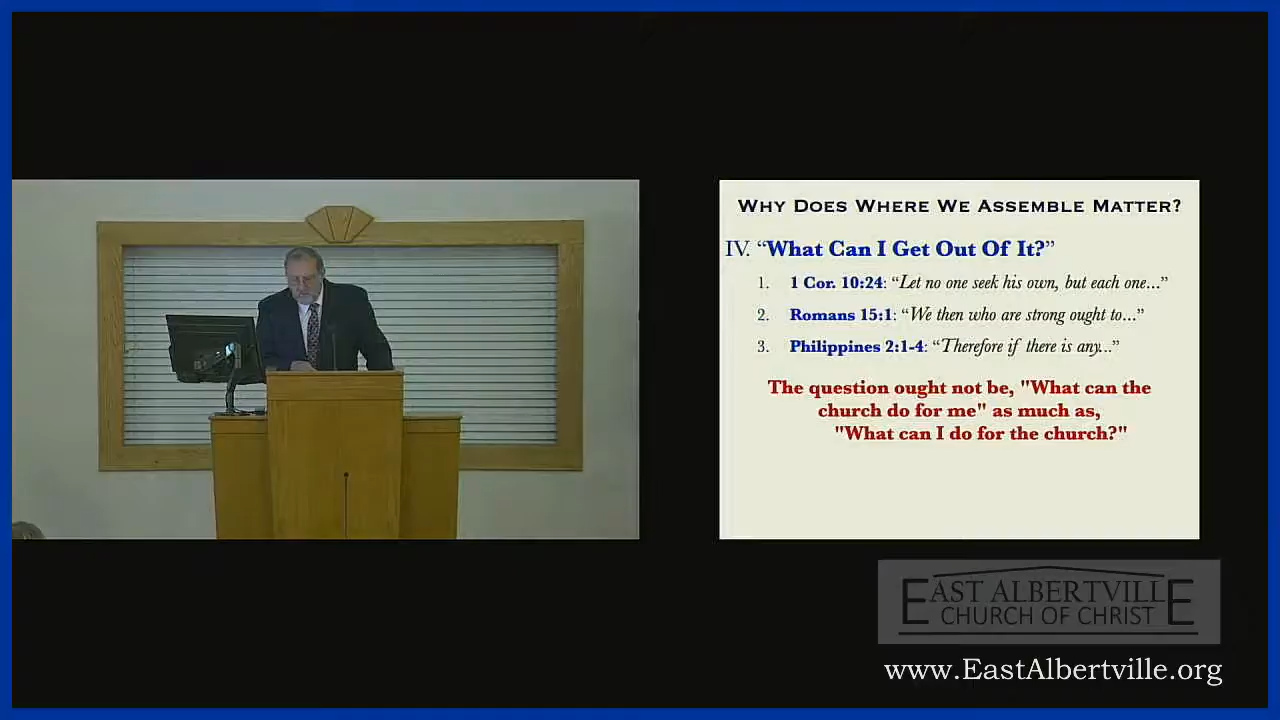 WHY DOES WHERE WE ASSEMBLE MATTER?
IV. “What Can I Get Out Of It?”
1. 1 Cor. 10:24: “Let no one seek his own, but each one...”
2. Romans 15:1: “We then who are strong ought to...”
3. Philippines 2:1-4: “Therefore if there is any...”
The question ought not be, "What can the
church do for me" as much as,
"What can I do for the church?"
EAST ALBERTVILLE
CHURCH OF CHRIST
www.EastAlbertville.org